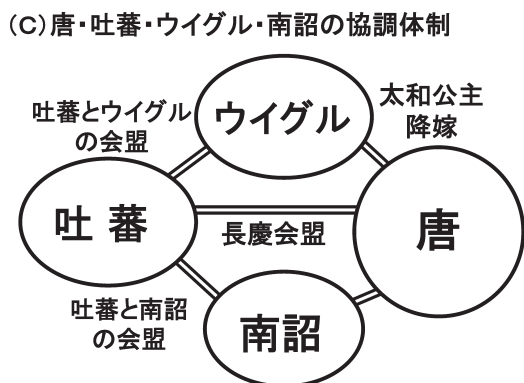 (C)唐・吐蕃・ウイグル・南詔の協調体制
吐蕃とウイグル
の会盟
ウイグル
太和公主
降嫁
吐蕃
長慶会盟
唐
吐蕃と南詔
の会盟
南詔